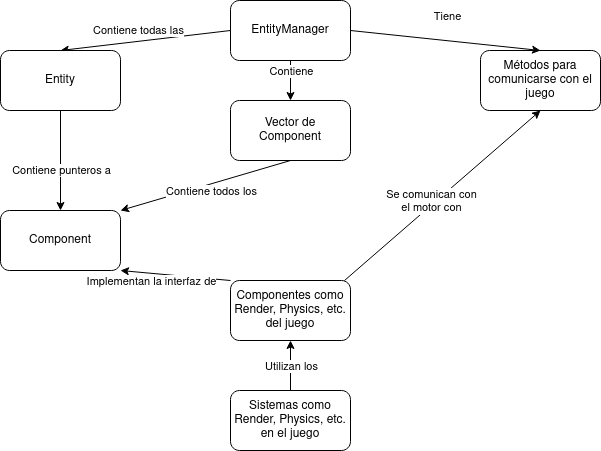 EntityManager
Tiene
Contiene todas las
Entity
Contiene
Métodos para
comunicarse con el
juego
Vector de
Component
Contiene punteros a
Contiene todos los
Se comunican con
el motor con
Component
Implementan la interfaz de
Componentes como
Render, Physics, etc.
del juego
Utilizan los
Sistemas como
Render, Physics, etc.
en el juego